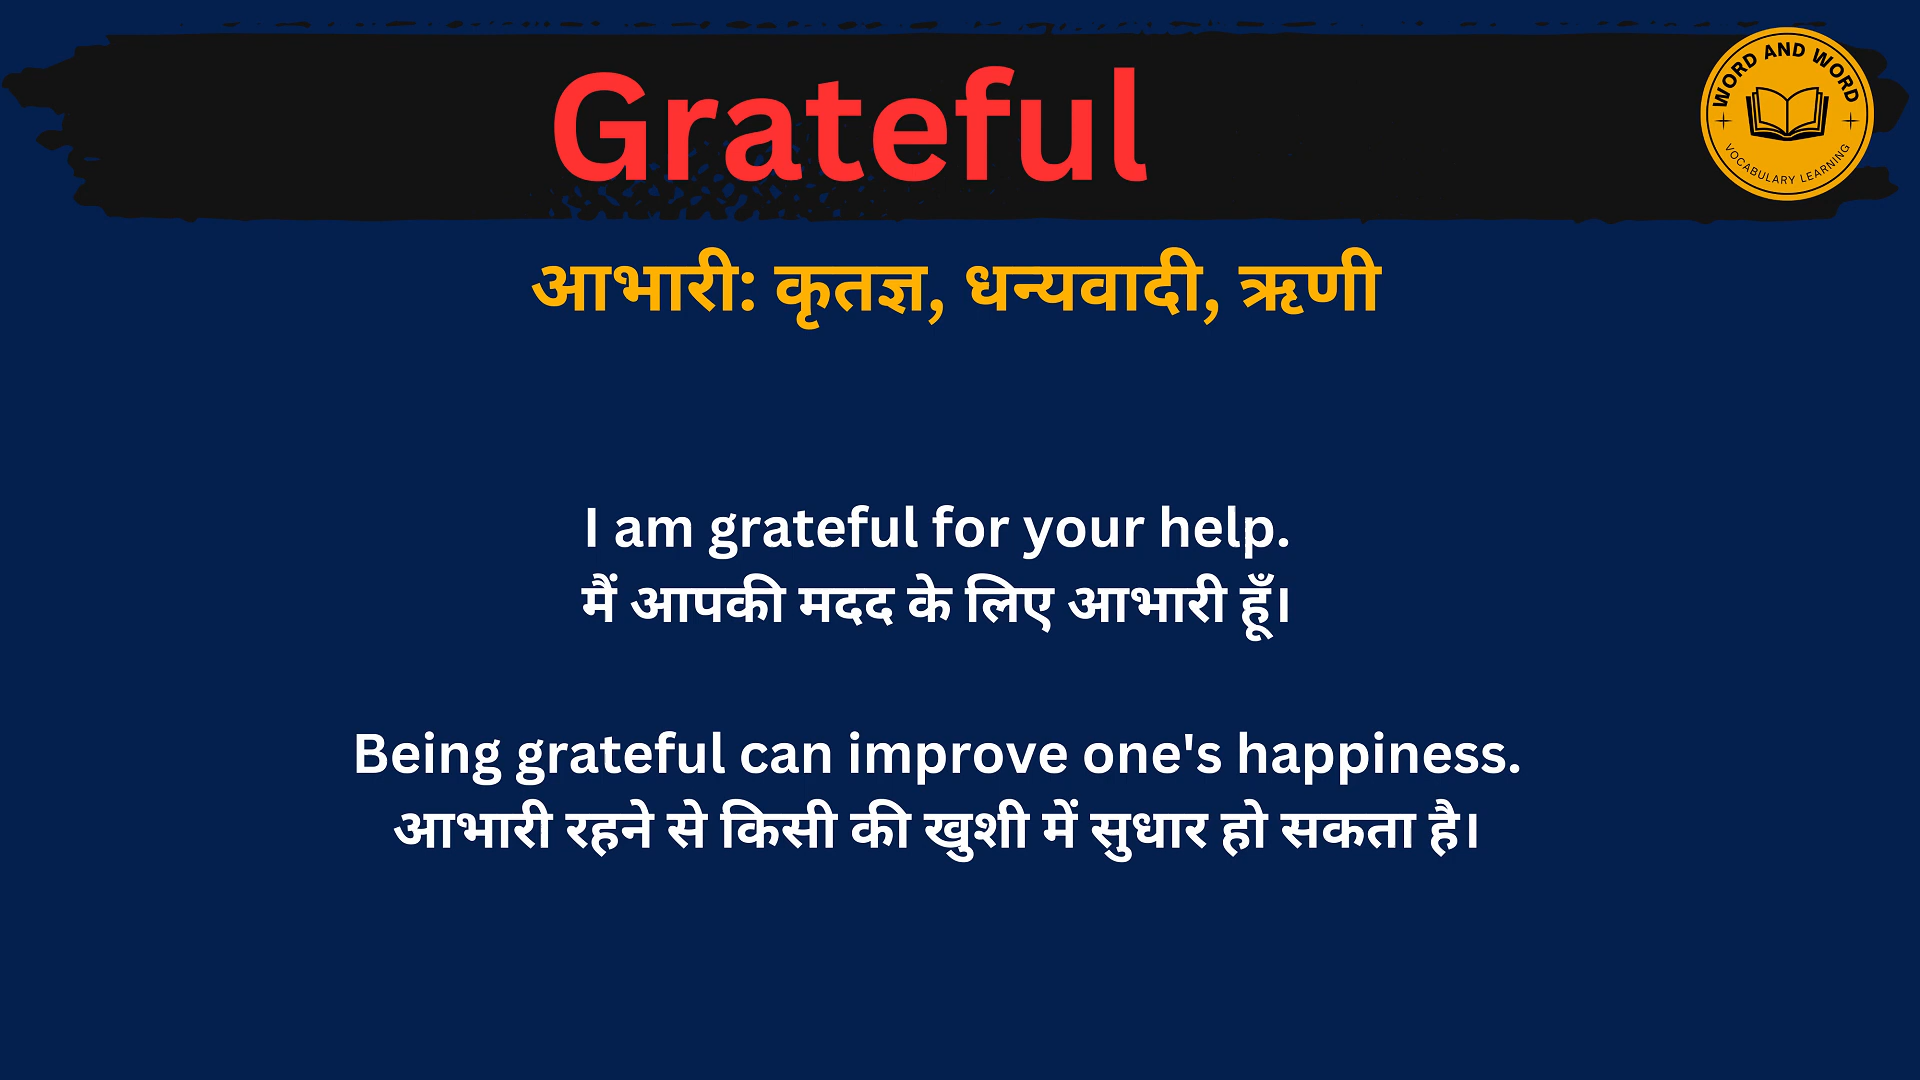 Grateful
WORD AND WORD
VOCABULARY LEARNING
आभारी: कृतज्ञ, धन्यवादी, ऋणी
I am grateful for your help.
मैं आपकी मदद के लिए आभारी हूँ।
Being grateful can improve one's happiness.
आभारी रहने से किसी की खुशी में सुधार हो सकता है।